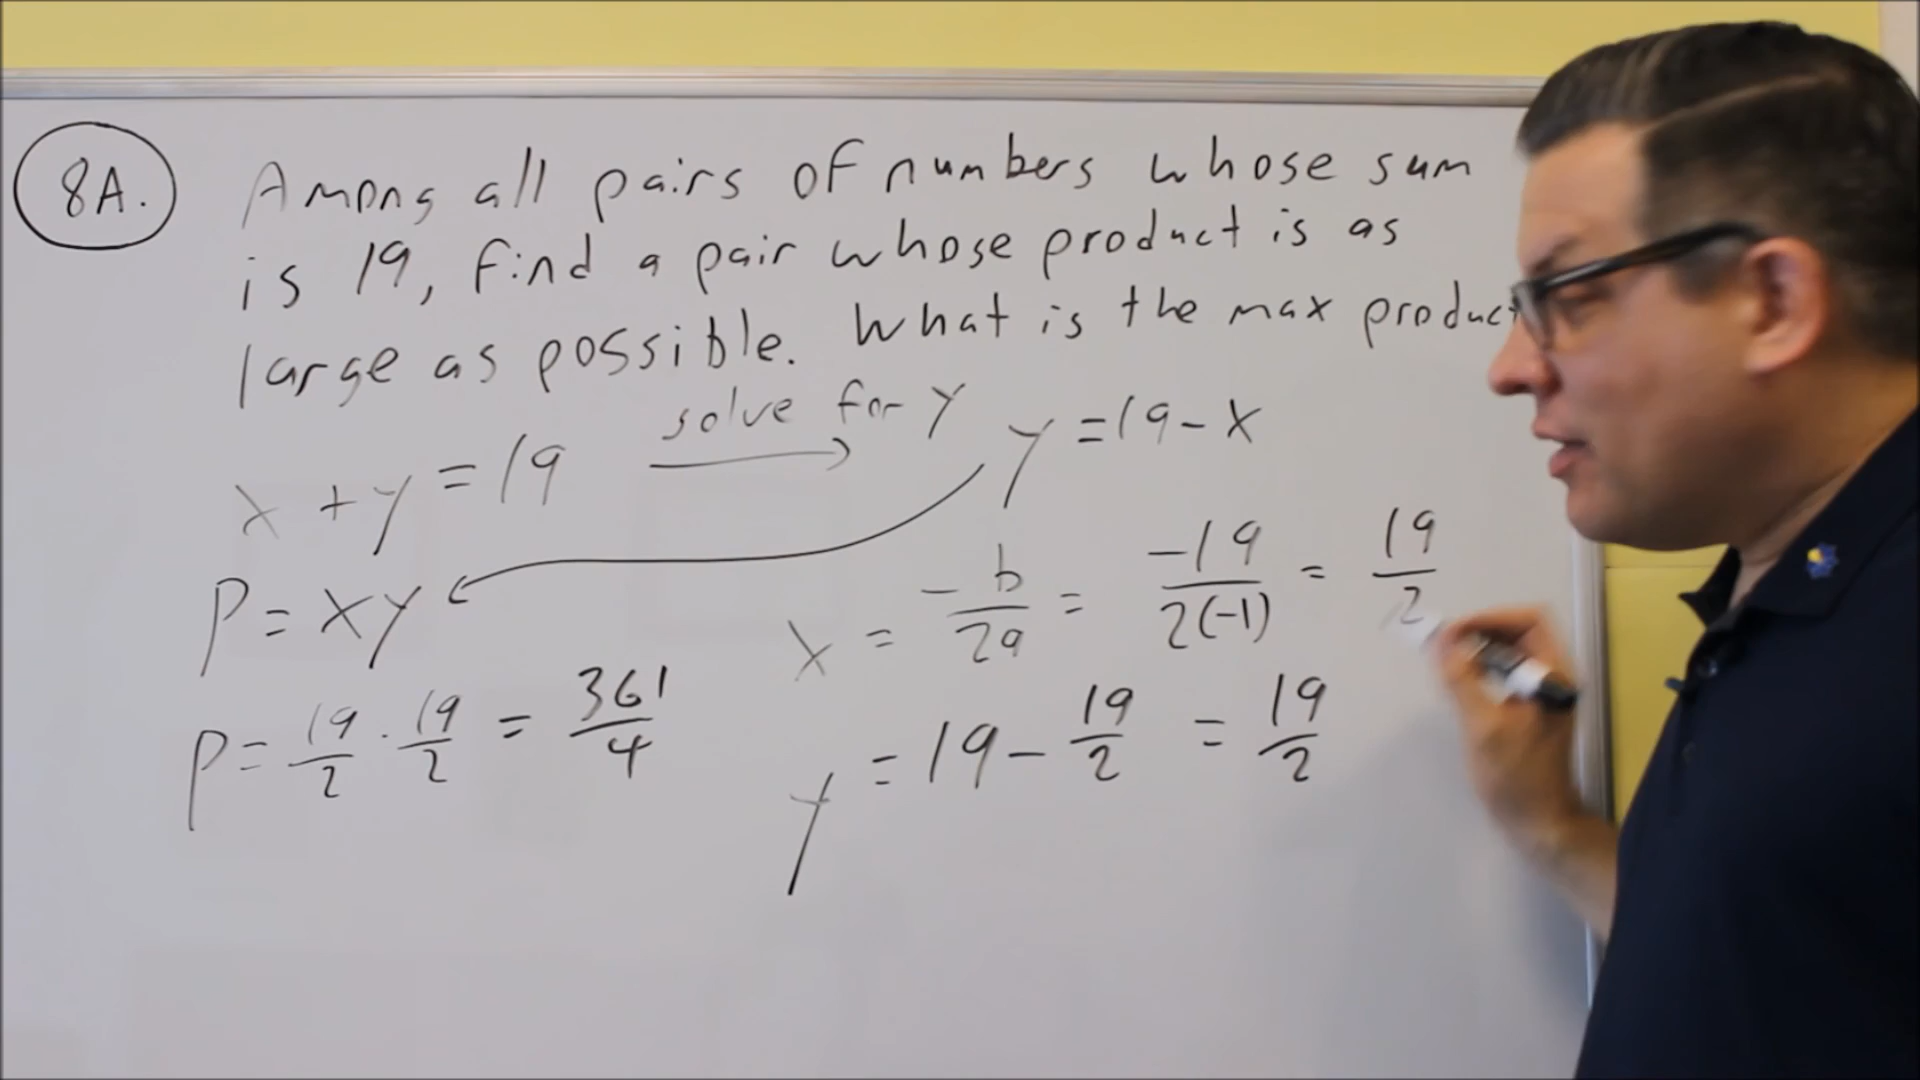 8A.
Among all pairs of numbers whose sum
is 19, find a pair whose product is as
large as possible. What is the max product
x + y = 19 solve for y y = 19 - x
P = xy
x = -b/2a = -19/2(-1) = 19/2
P = 19/2 · 19/2 = 361/4
y = 19 - 19/2 = 19/2